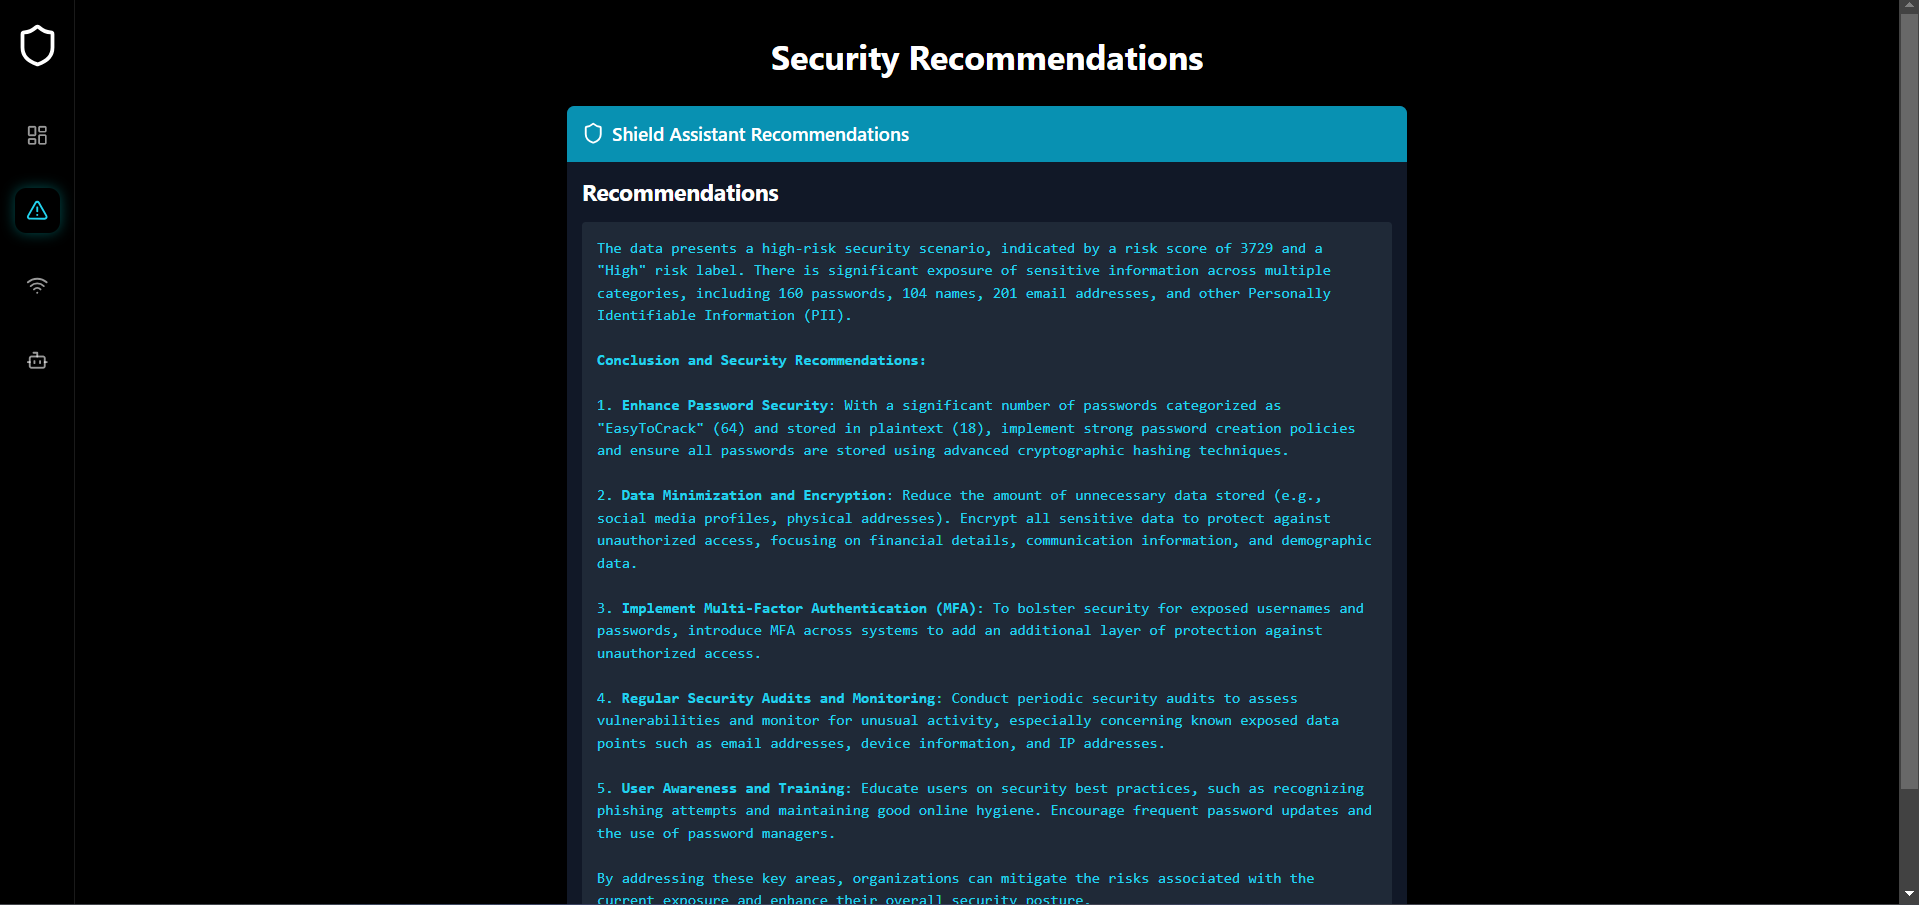 Security Recommendations
Shield Assistant Recommendations
Recommendations
The data presents a high-risk security scenario, indicated by a risk score of 3729 and a
"High" risk label. There is significant exposure of sensitive information across multiple
categories, including 160 passwords, 104 names, 201 email addresses, and other Personally
Identifiable Information (PII).
Conclusion and Security Recommendations:
1. Enhance Password Security: With a significant number of passwords categorized as
"EasyToCrack" (64) and stored in plaintext (18), implement strong password creation policies
and ensure all passwords are stored using advanced cryptographic hashing techniques.
2. Data Minimization and Encryption: Reduce the amount of unnecessary data stored (e.g.,
social media profiles, physical addresses). Encrypt all sensitive data to protect against
unauthorized access, focusing on financial details, communication information, and demographic
data.
3. Implement Multi-Factor Authentication (MFA): To bolster security for exposed usernames and
passwords, introduce MFA across systems to add an additional layer of protection against
unauthorized access.
4. Regular Security Audits and Monitoring: Conduct periodic security audits to assess
vulnerabilities and monitor for unusual activity, especially concerning known exposed data
points such as email addresses, device information, and IP addresses.
5. User Awareness and Training: Educate users on security best practices, such as recognizing
phishing attempts and maintaining good online hygiene. Encourage frequent password updates and
the use of password managers.
By addressing these key areas, organizations can mitigate the risks associated with the
current exposure and enhance their overall security posture.